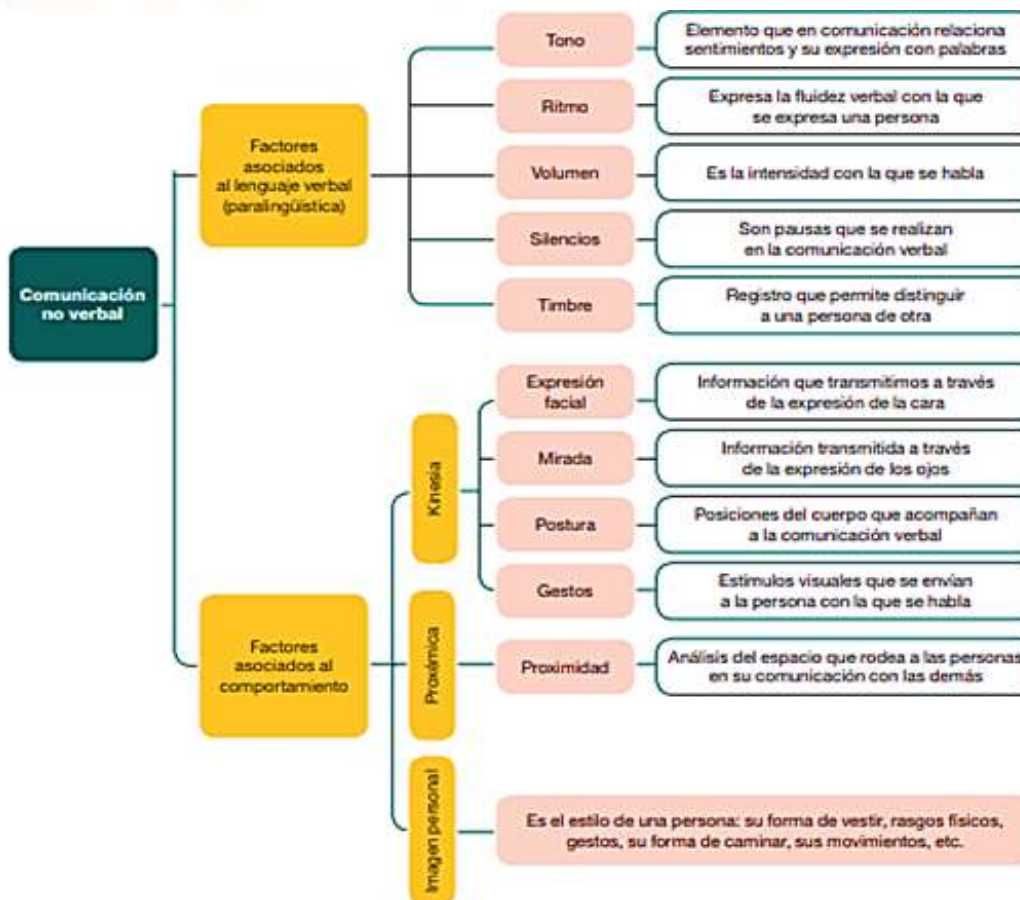 Comunicación
no verbal
Factores
asociados
al lenguaje verbal
(paralingüística)
Tono
Elemento que en comunicación relaciona
sentimientos y su expresión con palabras
Ritmo
Expresa la fluidez verbal con la que
se expresa una persona
Volumen
Es la intensidad con la que se habla
Silencios
Son pausas que se realizan
en la comunicación verbal
Timbre
Registro que permite distinguir
a una persona de otra
Factores
asociados al
comportamiento
Kinesia
Expresión
facial
Información que transmitimos a través
de la expresión de la cara
Mirada
Información transmitida a través
de la expresión de los ojos
Postura
Posiciones del cuerpo que acompañan
a la comunicación verbal
Gestos
Estímulos visuales que se envían
a la persona con la que se habla
Proxémica
Proximidad
Análisis del espacio que rodea a las personas
en su comunicación con las demás
Imagen personal
Es el estilo de una persona: su forma de vestir, rasgos físicos,
gestos, su forma de caminar, sus movimientos, etc.